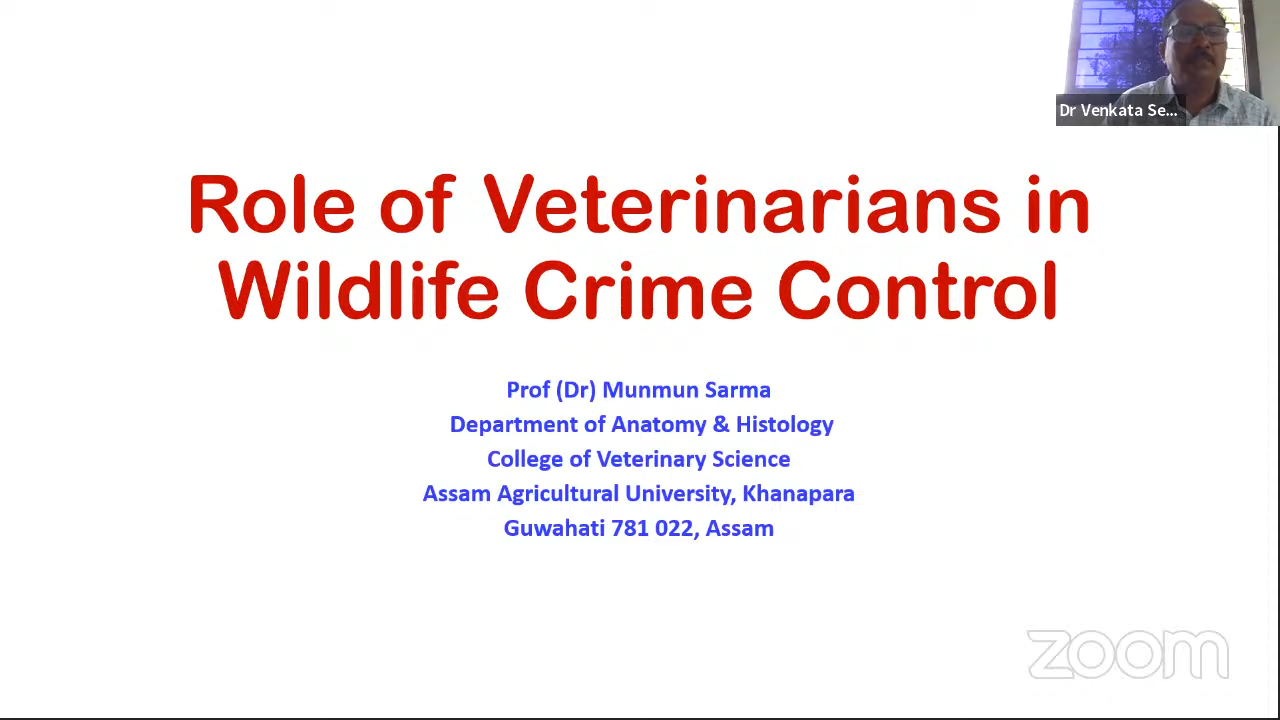 Dr Venkata Se...
Role of Veterinarians in
Wildlife Crime Control
Prof (Dr) Munmun Sarma
Department of Anatomy & Histology
College of Veterinary Science
Assam Agricultural University, Khanapara
Guwahati 781 022, Assam
zoom